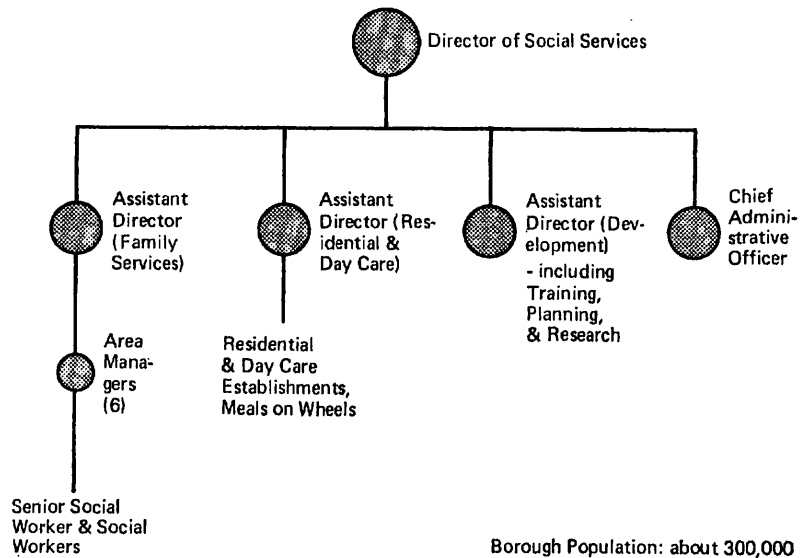 Director of Social Services
Assistant
Director
(Family
Services)
Assistant
Director (Res-
idential &
Day Care)
Assistant
Director (Dev-
elopment)
- including
Training,
Planning,
& Research
Chief
Admini-
strative
Officer
Area
Mana-
gers
(6)
Residential
& Day Care
Establishments,
Meals on Wheels
Senior Social
Worker & Social
Workers
Borough Population: about 300,000